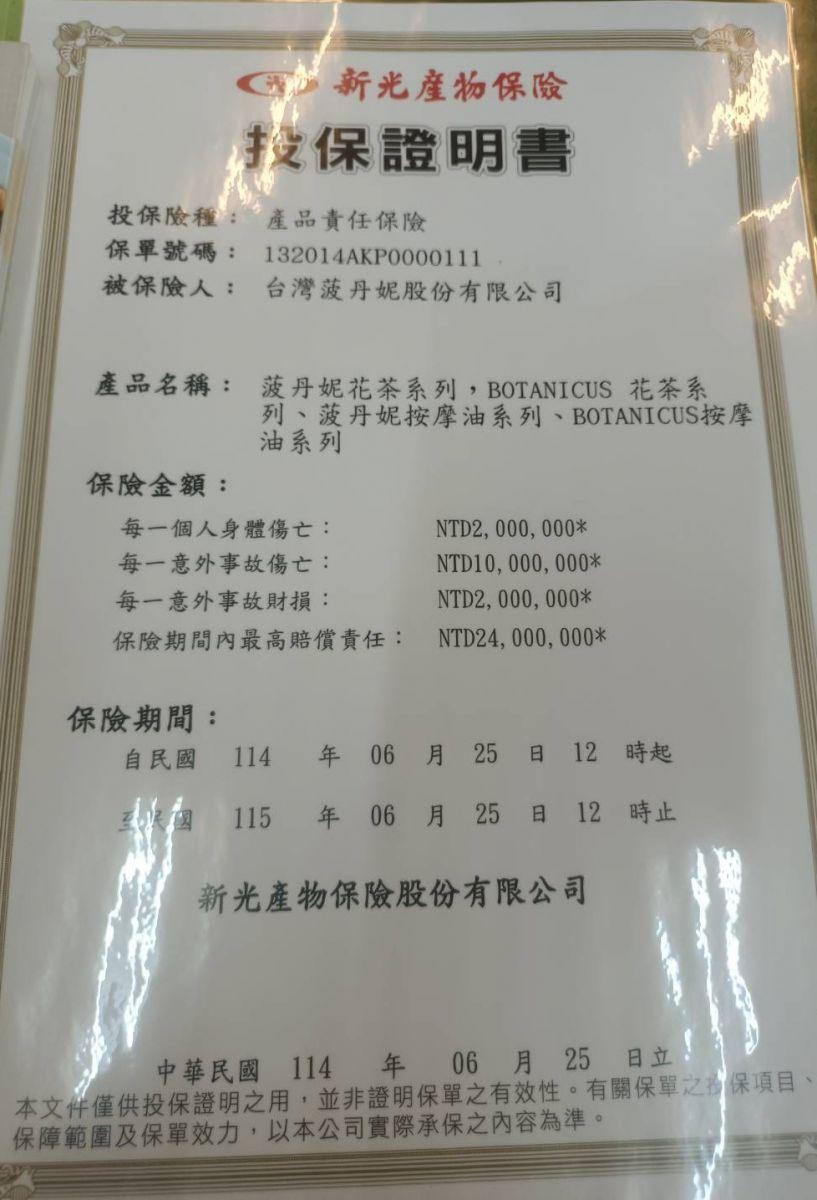 新光產物保險
投保證明書
投保險種： 產品責任保險
保單號碼： 132014AKP0000111
被保險人： 台灣菠丹妮股份有限公司
產品名稱： 菠丹妮花茶系列，BOTANICUS 花茶系
列、菠丹妮按摩油系列、BOTANICUS按摩
油系列
保險金額：
每一個人身體傷亡： NTD2,000,000*
每一意外事故傷亡： NTD10,000,000*
每一意外事故財損： NTD2,000,000*
保險期間內最高賠償責任： NTD24,000,000*
保險期間：
自民國 114 年 06 月 25 日 12 時起
至民國 115 年 06 月 25 日 12 時止
新光產物保險股份有限公司
中華民國 114 年 06 月 25 日立
本文件僅供投保證明之用，並非證明保單之有效性。有關保單之投保項目、
保障範圍及保單效力，以本公司實際承保之內容為準。